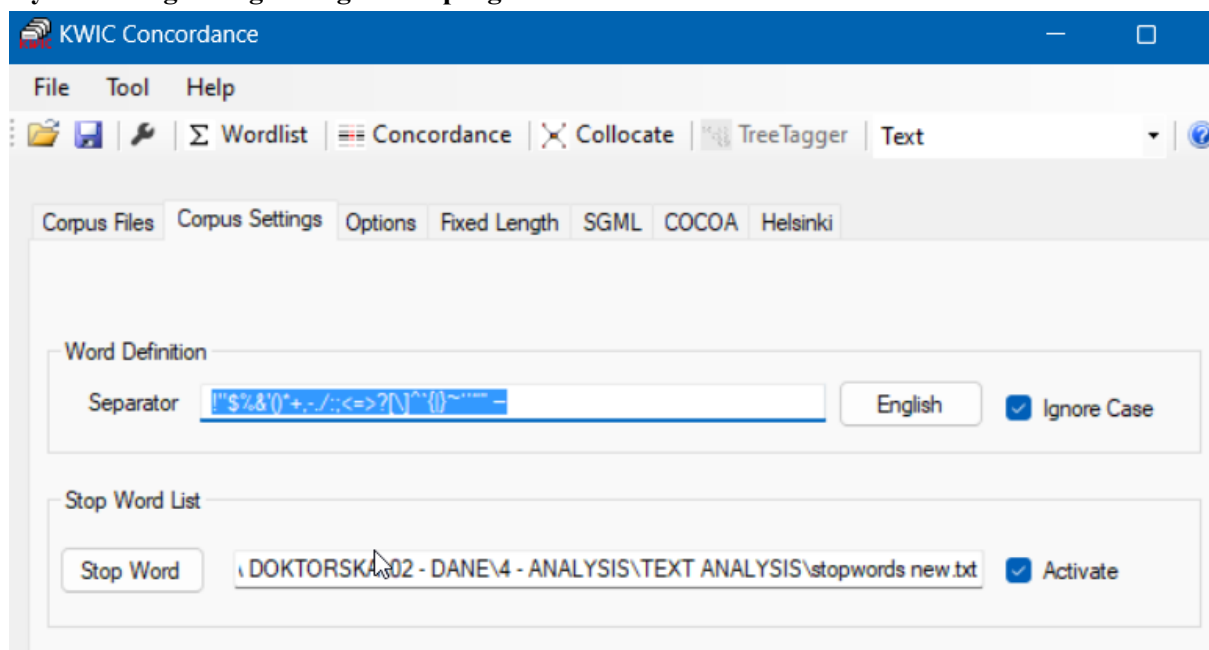 KWIC Concordance
File Tool Help
Σ Wordlist Concordance Collocate TreeTagger Text
Corpus Files Corpus Settings Options Fixed Length SGML COCOA Helsinki
Word Definition
Separator !"$%&'()*+,-./:;<=>?[\]^`{|}~''""" – English Ignore Case
Stop Word List
Stop Word \ DOKTORSKA\02 - DANE\4 - ANALYSIS\TEXT ANALYSIS\stopwords new.txt Activate